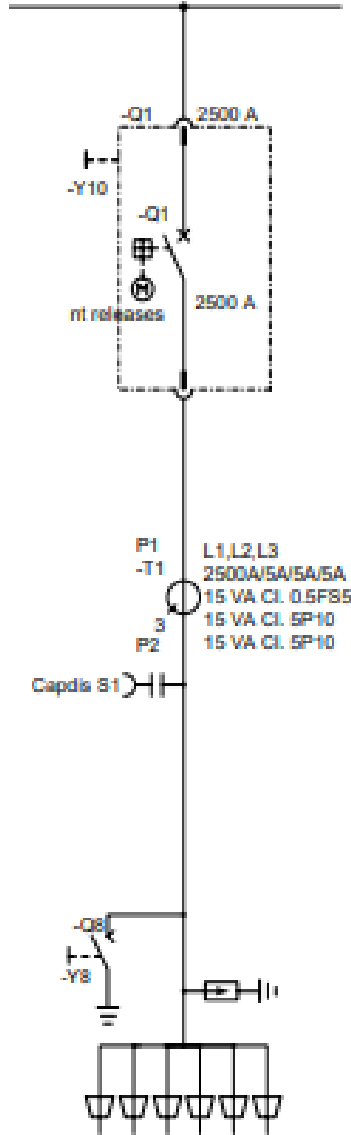 -Q1 2500 A
-Y10
-Q1
M
2500 A
nt releases
P1
-T1
L1,L2,L3
2500A/5A/5A/5A
15 VA Cl. 0.5FS5
15 VA Cl. 5P10
15 VA Cl. 5P10
3
P2
Capdis S1
-Q8
-Y8